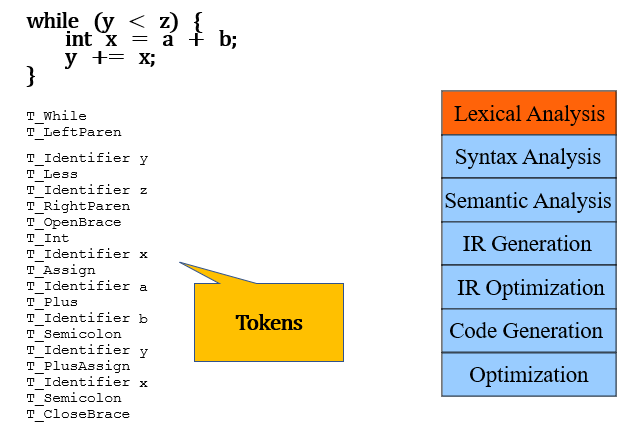 while (y < z) {
int x = a + b;
y += x;
}
T_While
T_LeftParen
T_Identifier y
T_Less
T_Identifier z
T_RightParen
T_OpenBrace
T_Int
T_Identifier x
T_Assign
T_Identifier a
T_Plus
T_Identifier b
T_Semicolon
T_Identifier y
T_PlusAssign
T_Identifier x
T_Semicolon
T_CloseBrace
Tokens
Lexical Analysis
Syntax Analysis
Semantic Analysis
IR Generation
IR Optimization
Code Generation
Optimization